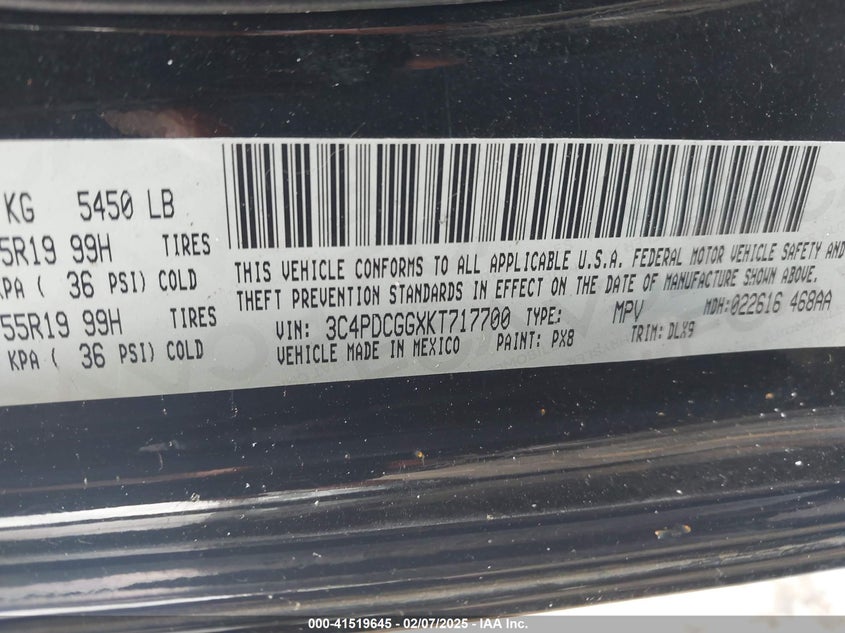 KG 5450 LB
5R19 99H TIRES
KPA ( 36 PSI) COLD
55R19 99H
KPA ( 36 PSI) COLD
THIS VEHICLE CONFORMS TO ALL APPLICABLE U.S.A. FEDERAL MOTOR VEHICLE SAFETY AND
THEFT PREVENTION STANDARDS IN EFFECT ON THE DATE OF MANUFACTURE SHOWN ABOVE.
VIN: 3C4PDCGGXKT717700 TYPE: MPV MDH:022616 468AA
VEHICLE MADE IN MEXICO PAINT: PX8 TRIM: DLX9
000-41519645 - 02/07/2025 - IAA Inc.